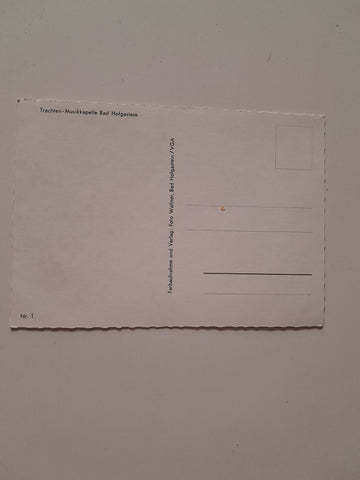 Trachten-Musikkapelle Bad Hofgastein
Farbaufnahme und Verlag: Foto Wallner, Bad Hofgastein / VGA
Nr. 1